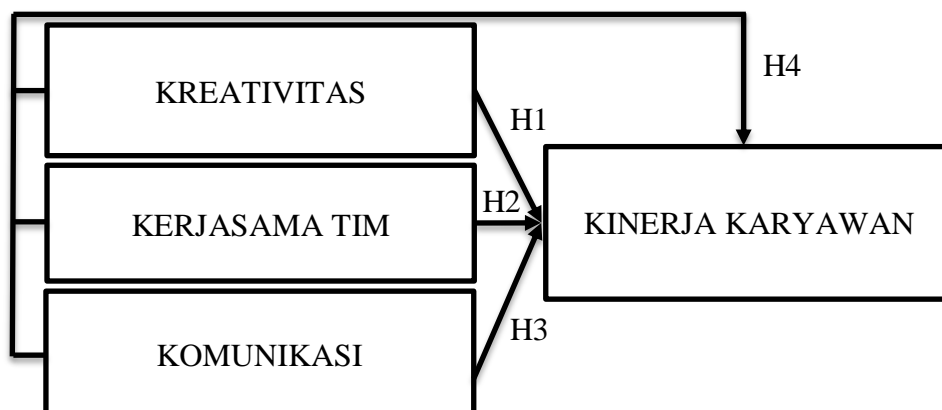 H4
KREATIVITAS
H1
H2
KERJASAMA TIM
KINERJA KARYAWAN
H3
KOMUNIKASI